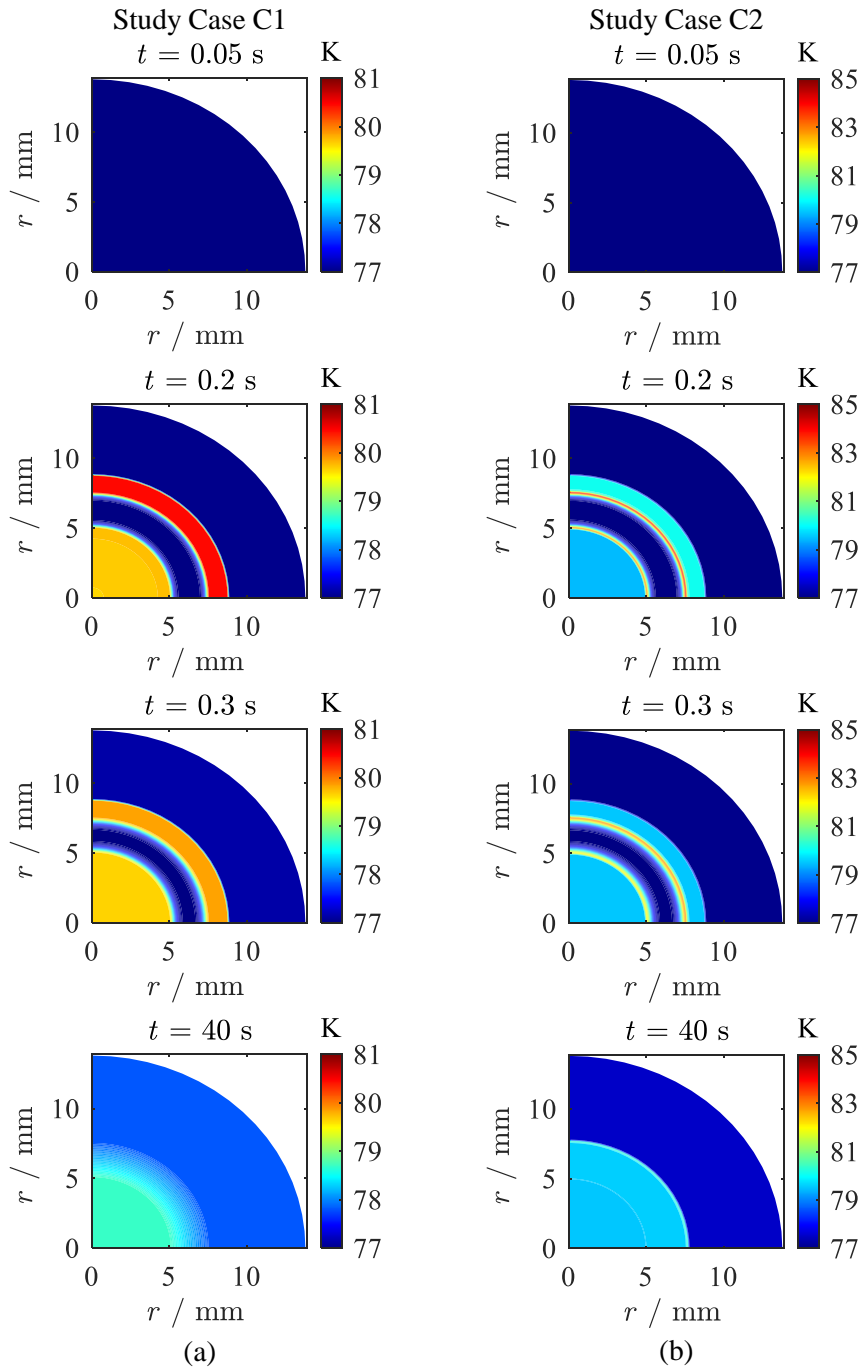 Study Case C1 Study Case C2
t = 0.05 s K t = 0.05 s K
81 85
10 80 10 83
r / mm 79 r / mm 81
5 78 5 79
0 77 0 77
0 5 10 0 5 10
r / mm r / mm
t = 0.2 s K t = 0.2 s K
81 85
10 80 10 83
r / mm 79 r / mm 81
5 78 5 79
0 77 0 77
0 5 10 0 5 10
r / mm r / mm
t = 0.3 s K t = 0.3 s K
81 85
10 80 10 83
r / mm 79 r / mm 81
5 78 5 79
0 77 0 77
0 5 10 0 5 10
r / mm r / mm
t = 40 s K t = 40 s K
81 85
10 80 10 83
r / mm 79 r / mm 81
5 78 5 79
0 77 0 77
0 5 10 0 5 10
r / mm r / mm
(a) (b)